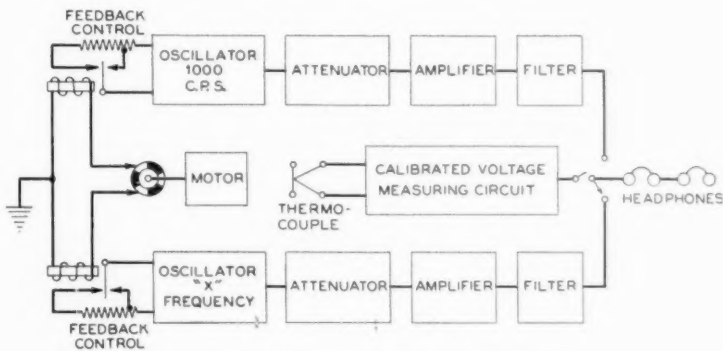 FEEDBACK
CONTROL
OSCILLATOR
1000
C.P.S.
ATTENUATOR
AMPLIFIER
FILTER
MOTOR
THERMO-
COUPLE
CALIBRATED VOLTAGE
MEASURING CIRCUIT
HEADPHONES
OSCILLATOR
"X"
FREQUENCY
ATTENUATOR
AMPLIFIER
FILTER
FEEDBACK
CONTROL